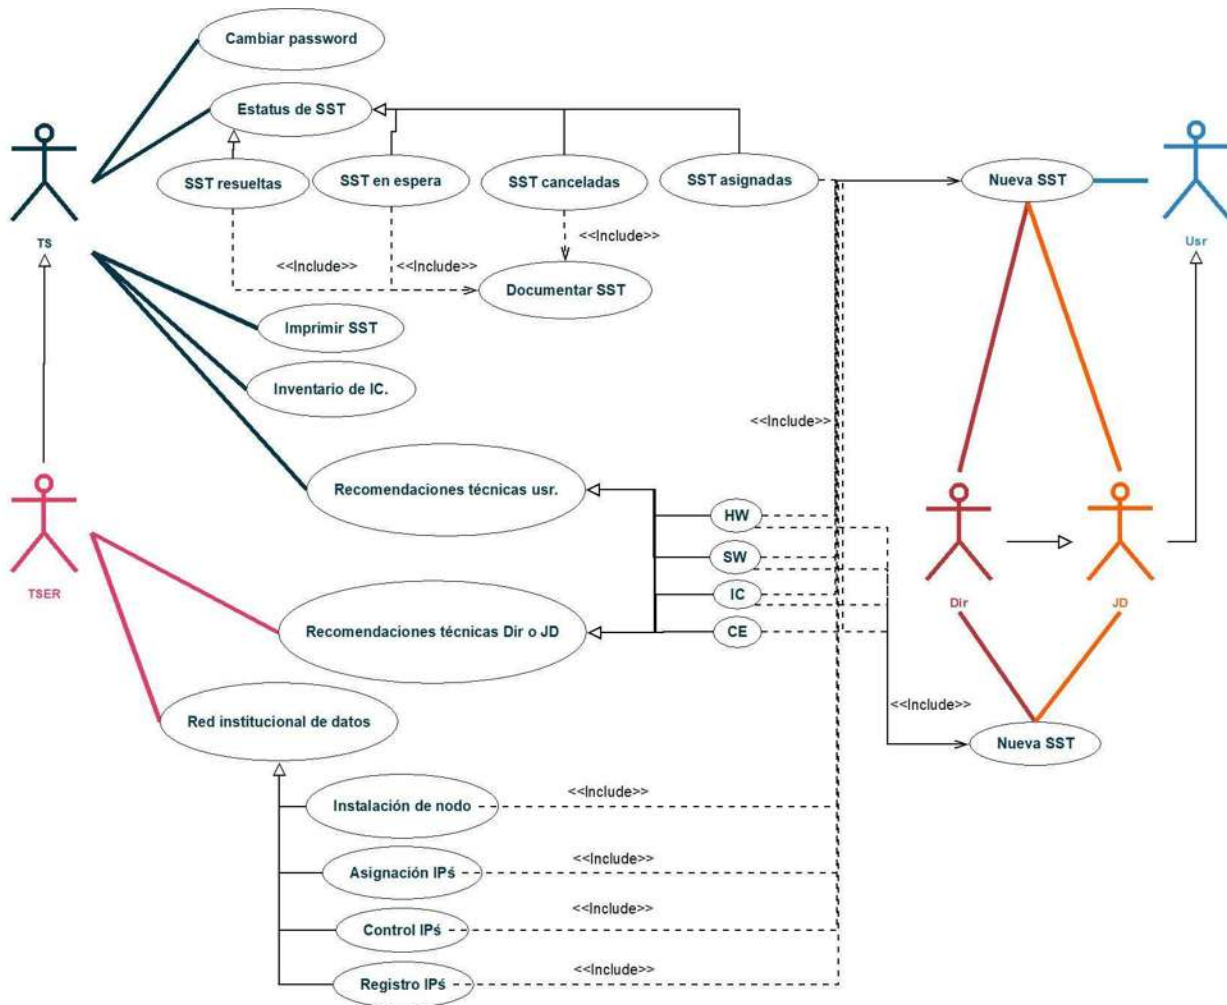 Cambiar password
Estatus de SST
SST resueltas
SST en espera
SST canceladas
SST asignadas
Nueva SST
TS
Usr
<<Include>>
<<Include>>
<<Include>>
Documentar SST
Imprimir SST
Inventario de IC.
<<Include>>
Recomendaciones técnicas usr.
HW
SW
IC
CE
TSER
Dir
JD
Recomendaciones técnicas Dir o JD
Red institucional de datos
<<Include>>
Nueva SST
Instalación de nodo
<<Include>>
Asignación IPś
<<Include>>
Control IPś
<<Include>>
Registro IPś
<<Include>>